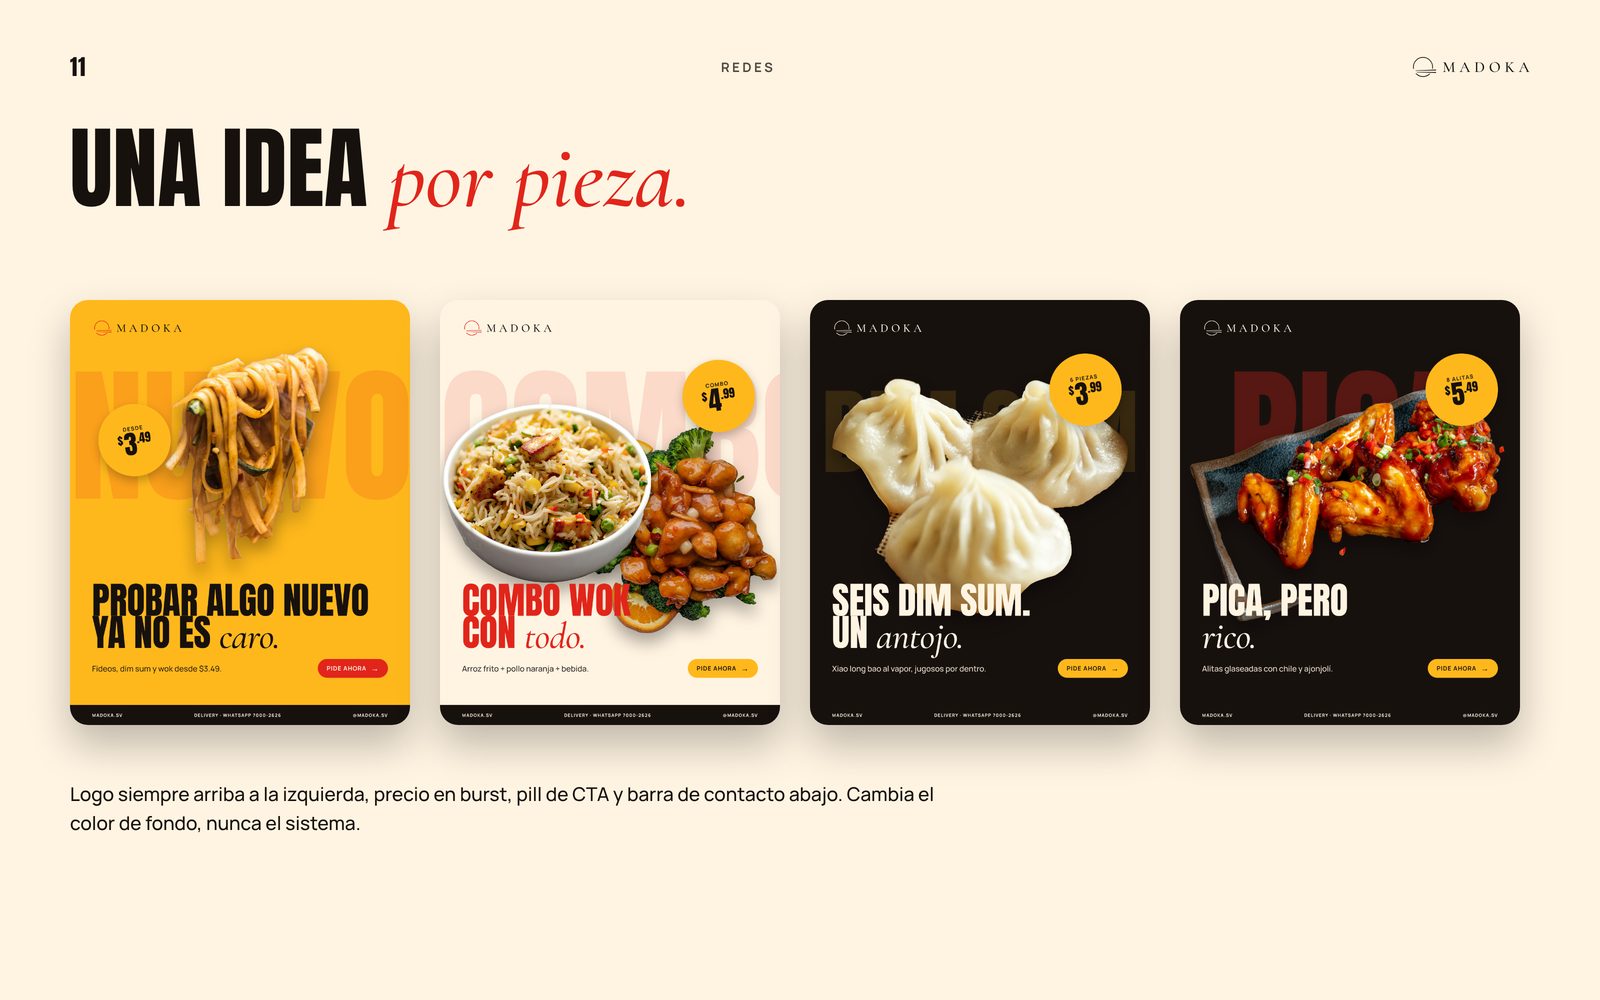 11
REDES
MADOKA
UNA IDEA por pieza.
MADOKA
NUEVO
DESDE
$3.49
PROBAR ALGO NUEVO
YA NO ES caro.
Fideos, dim sum y wok desde $3.49.
PIDE AHORA →
MADOKA.SV
DELIVERY · WHATSAPP 7000-2626
@MADOKA.SV
MADOKA
COMBO
COMBO
$4.99
COMBO WOK
CON todo.
Arroz frito + pollo naranja + bebida.
PIDE AHORA →
MADOKA.SV
DELIVERY · WHATSAPP 7000-2626
@MADOKA.SV
MADOKA
DIM SUM
6 PIEZAS
$3.99
SEIS DIM SUM.
UN antojo.
Xiao long bao al vapor, jugosos por dentro.
PIDE AHORA →
MADOKA.SV
DELIVERY · WHATSAPP 7000-2626
@MADOKA.SV
MADOKA
PICA
8 ALITAS
$5.49
PICA, PERO
rico.
Alitas glaseadas con chile y ajonjolí.
PIDE AHORA →
MADOKA.SV
DELIVERY · WHATSAPP 7000-2626
@MADOKA.SV
Logo siempre arriba a la izquierda, precio en burst, pill de CTA y barra de contacto abajo. Cambia el
color de fondo, nunca el sistema.